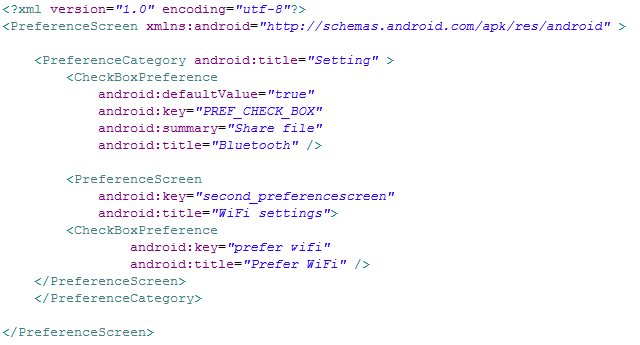 <?xml version="1.0" encoding="utf-8"?>
<PreferenceScreen xmlns:android="http://schemas.android.com/apk/res/android" >
<PreferenceCategory android:title="Setting" >
<CheckBoxPreference
android:defaultValue="true"
android:key="PREF_CHECK_BOX"
android:summary="Share file"
android:title="Bluetooth" />
<PreferenceScreen
android:key="second_preferencescreen"
android:title="WiFi settings">
<CheckBoxPreference
android:key="prefer wifi"
android:title="Prefer WiFi" />
</PreferenceScreen>
</PreferenceCategory>
</PreferenceScreen>